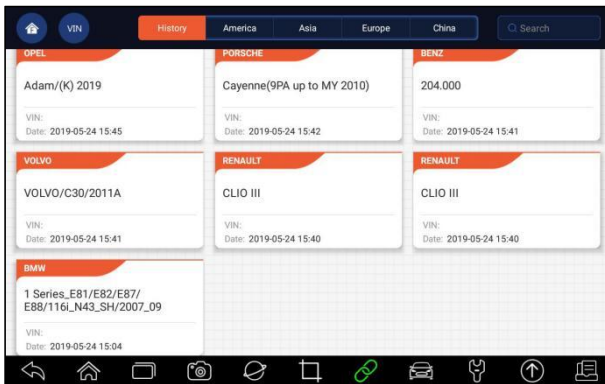 VIN
History
America
Asia
Europe
China
Search
OPEL
Adam/(K) 2019
VIN:
Date: 2019-05-24 15:45
PORSCHE
Cayenne(9PA up to MY 2010)
VIN:
Date: 2019-05-24 15:42
BENZ
204.000
VIN:
Date: 2019-05-24 15:41
VOLVO
VOLVO/C30/2011A
VIN:
Date: 2019-05-24 15:41
RENAULT
CLIO III
VIN:
Date: 2019-05-24 15:40
RENAULT
CLIO III
VIN:
Date: 2019-05-24 15:40
BMW
1 Series_E81/E82/E87/
E88/116i_N43_SH/2007_09
VIN:
Date: 2019-05-24 15:04